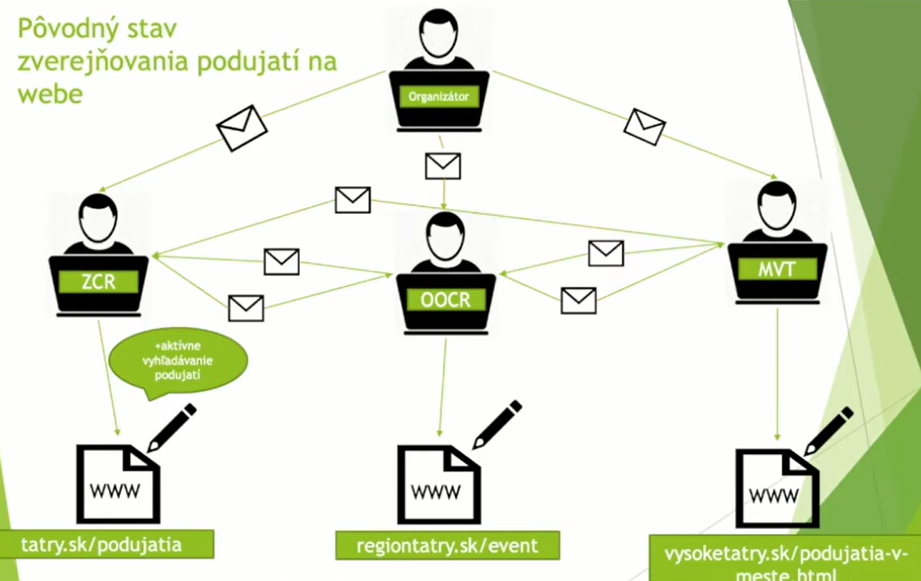 Pôvodný stav
zverejňovania podujatí na
webe
Organizátor
ZCR
OOCR
MVT
+aktívne
vyhľadávanie
podujatí
WWW
WWW
WWW
tatry.sk/podujatia
regiontatry.sk/event
vysoketatry.sk/podujatia-v-
meste.html